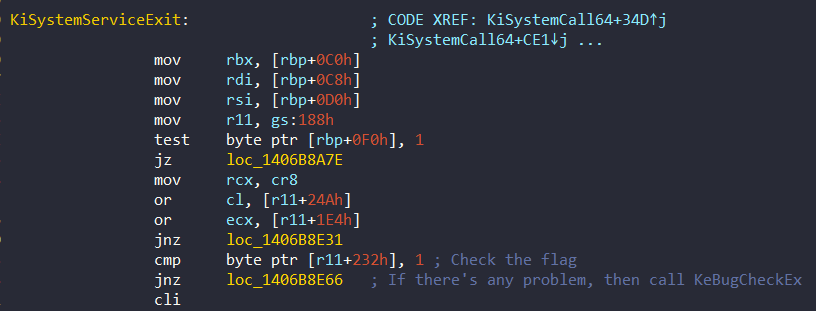 KiSystemServiceExit: ; CODE XREF: KiSystemCall64+34D↑j
; KiSystemCall64+CE1↓j ...
mov rbx, [rbp+0C0h]
mov rdi, [rbp+0C8h]
mov rsi, [rbp+0D0h]
mov r11, gs:188h
test byte ptr [rbp+0F0h], 1
jz loc_1406B8A7E
mov rcx, cr8
or cl, [r11+24Ah]
or ecx, [r11+1E4h]
jnz loc_1406B8E31
cmp byte ptr [r11+232h], 1 ; Check the flag
jnz loc_1406B8E66 ; If there's any problem, then call KeBugCheckEx
cli